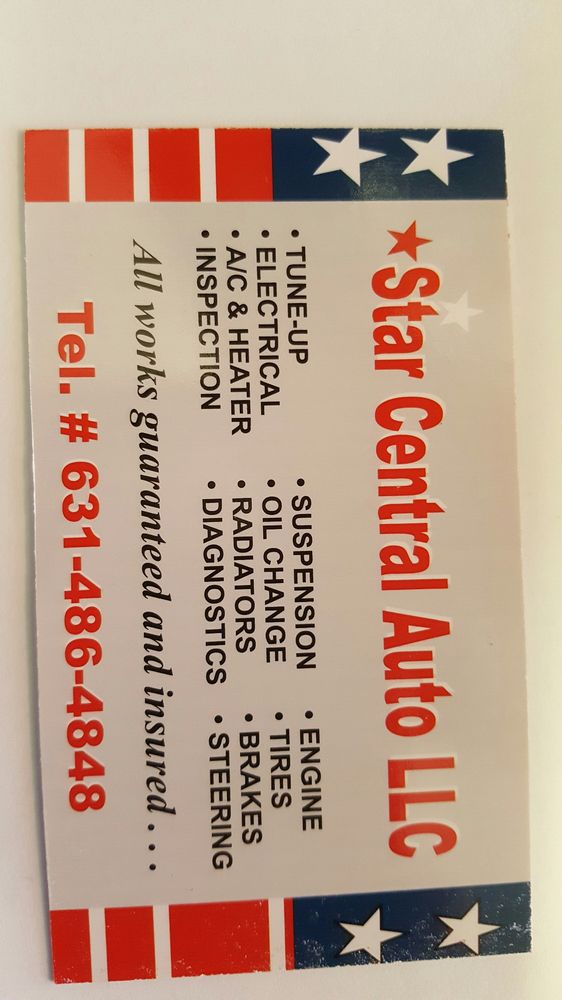 Star Central Auto LLC
• TUNE-UP • SUSPENSION • ENGINE
• ELECTRICAL • OIL CHANGE • TIRES
• A/C & HEATER • RADIATORS • BRAKES
• INSPECTION • DIAGNOSTICS • STEERING
All works guaranteed and insured . . .
Tel. # 631-486-4848